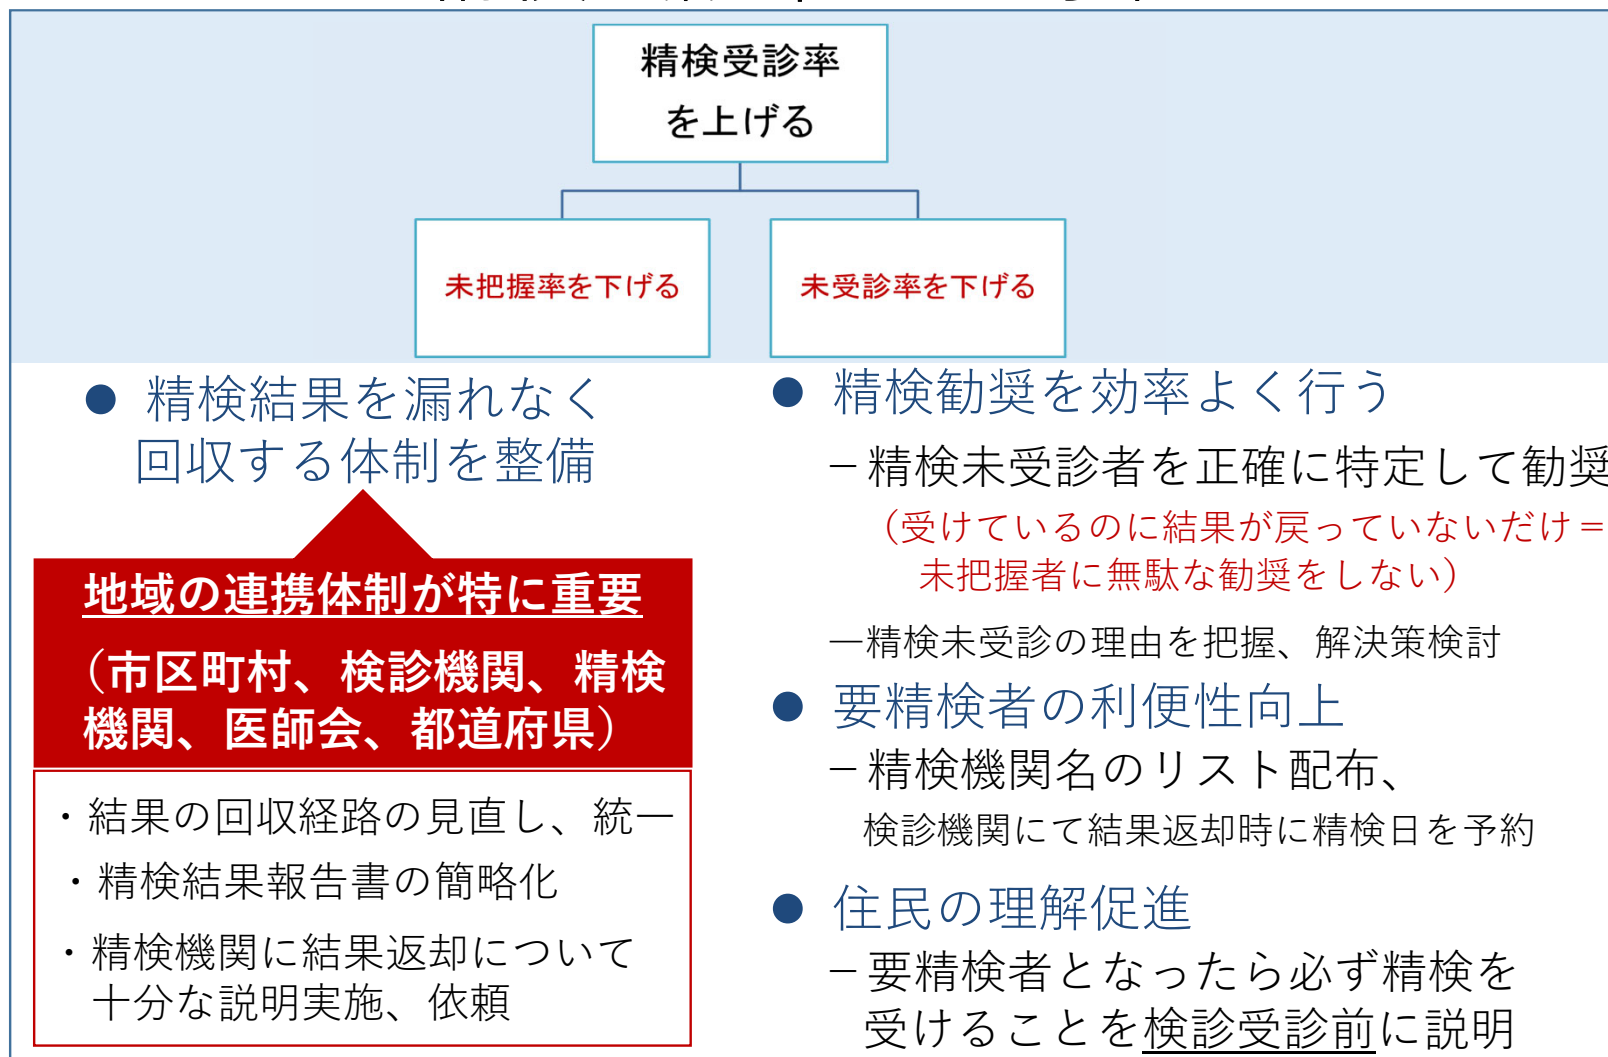 精検受診率
を上げる
未把握率を下げる
未受診率を下げる
● 精検結果を漏れなく
回収する体制を整備
地域の連携体制が特に重要
（市区町村、検診機関、精検
機関、医師会、都道府県）
・結果の回収経路の見直し、統一
・精検結果報告書の簡略化
・精検機関に結果返却について
十分な説明実施、依頼
● 精検勧奨を効率よく行う
－精検未受診者を正確に特定して勧奨
（受けているのに結果が戻っていないだけ＝
未把握者に無駄な勧奨をしない）
―精検未受診の理由を把握、解決策検討
● 要精検者の利便性向上
－精検機関名のリスト配布、
検診機関にて結果返却時に精検日を予約
● 住民の理解促進
－要精検者となったら必ず精検を
受けることを検診受診前に説明